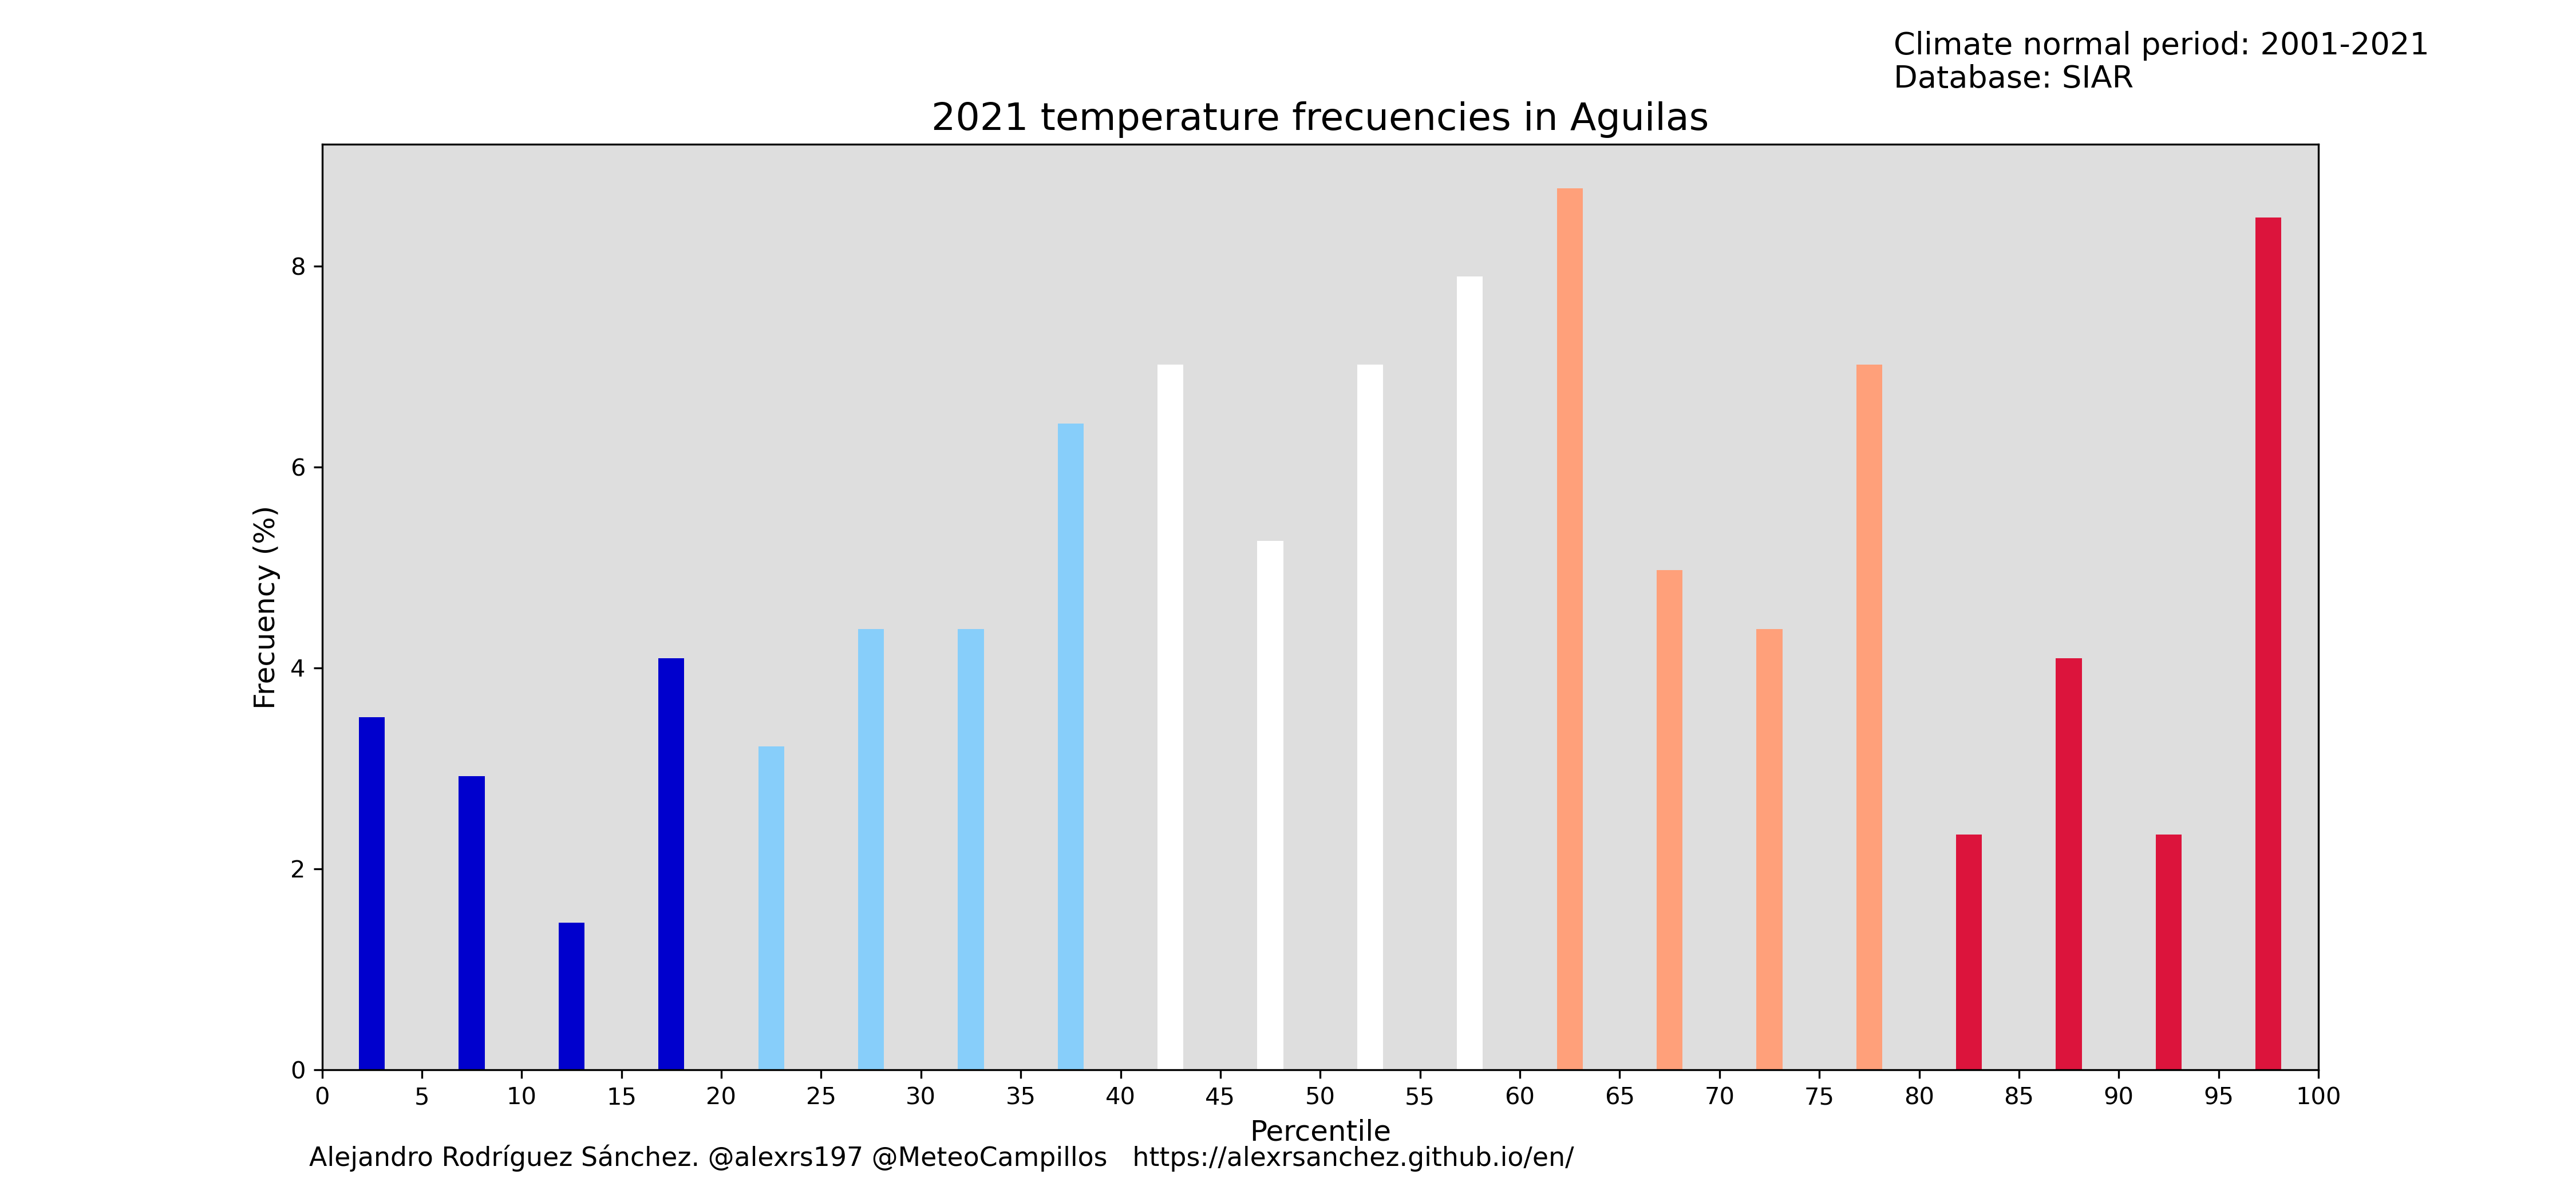 Climate normal period: 2001-2021
Database: SIAR
2021 temperature frecuencies in Aguilas
Frecuency (%)
8
6
4
2
0
0 5 10 15 20 25 30 35 40 45 50 55 60 65 70 75 80 85 90 95 100
Percentile
Alejandro Rodríguez Sánchez. @alexrs197 @MeteoCampillos https://alexrsanchez.github.io/en/